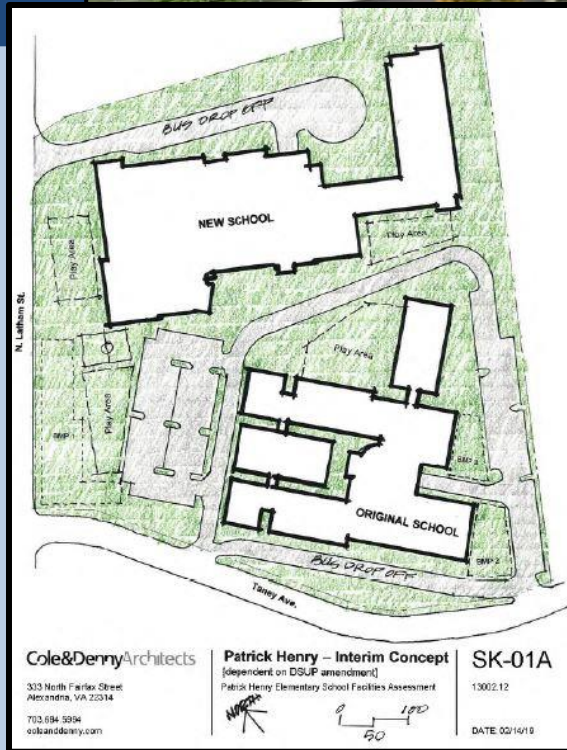 BUS DROP OFF
NEW SCHOOL
Play Area
Play Area
N. Latham St.
Play Area
Play Area
BMP 1
BMP 3
ORIGINAL SCHOOL
BMP 2
BUS DROP OFF
Taney Ave.
Cole&DennyArchitects
333 North Fairfax Street
Alexandria, VA 22314
703.684.5994
coleanddenny.com
Patrick Henry – Interim Concept
[dependent on DSUP amendment]
Patrick Henry Elementary School Facilities Assessment
NORTH
0 100
50
SK-01A
13002.12
DATE: 02/14/19